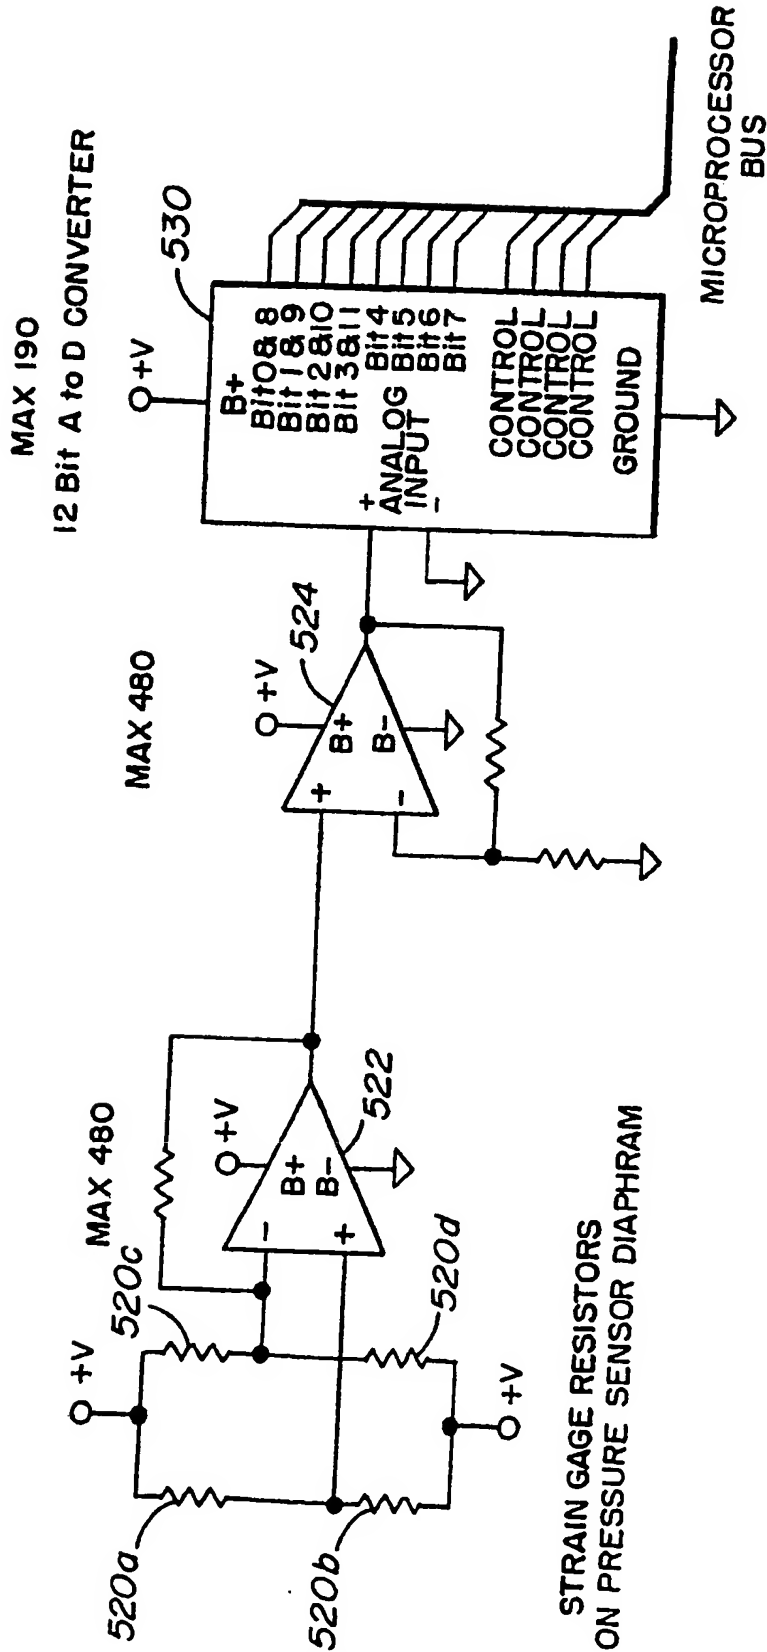 MAX 190
12 Bit A to D CONVERTER
+V
530
B+
Bit 0 & 8
Bit 1 & 9
Bit 2 & 10
Bit 3 & 11
Bit 4
Bit 5
Bit 6
Bit 7
+
ANALOG
INPUT
-
CONTROL
CONTROL
CONTROL
CONTROL
GROUND
MICROPROCESSOR
BUS
MAX 480
+V
524
B+
B-
+
-
MAX 480
+V
522
B+
B-
-
+
+V
520c
520a
520d
520b
+V
STRAIN GAGE RESISTORS
ON PRESSURE SENSOR DIAPHRAM